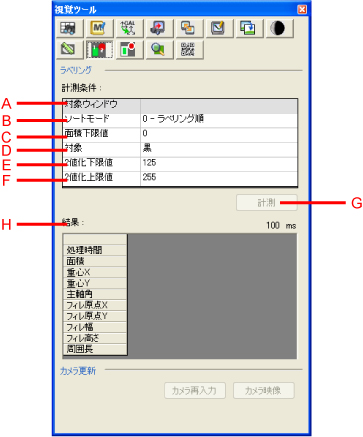 視覚ツール
+CAL
ラベリング
計測条件:
A 対象ウィンドウ
B ソートモード 0 - ラベリング順
C 面積下限値 0
D 対象 黒
E 2値化下限値 125
F 2値化上限値 255
計測 G
H 結果: 100 ms
処理時間
面積
重心X
重心Y
主軸角
フィレ原点X
フィレ原点Y
フィレ幅
フィレ高さ
周囲長
カメラ更新
カメラ再入力 カメラ映像